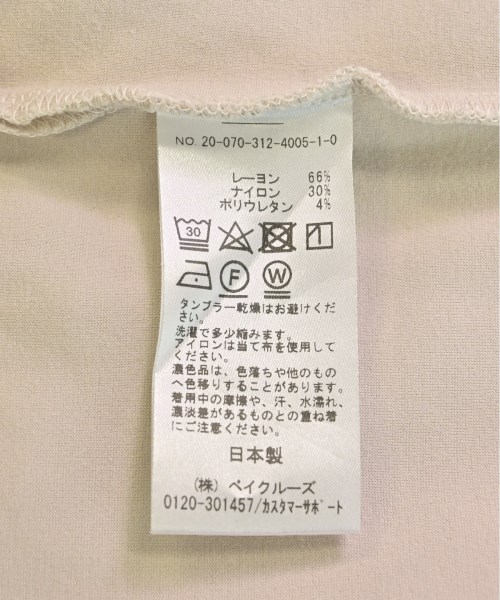 NO 20-070-312-4005-1-0
レーヨン 66%
ナイロン 30%
ポリウレタン 4%
30
F W
タンブラー乾燥はお避けくだ
さい。
洗濯で多少縮みます。
アイロンは当て布を使用して
ください。
濃色品は、色落ちや他のもの
へ色移りすることがあります。
着用中の摩擦や、汗、水濡れ、
濃淡差があるものとの重ね着
にご注意ください。
日本製
(株) ベイクルーズ
0120-301457/カスタマーサポート